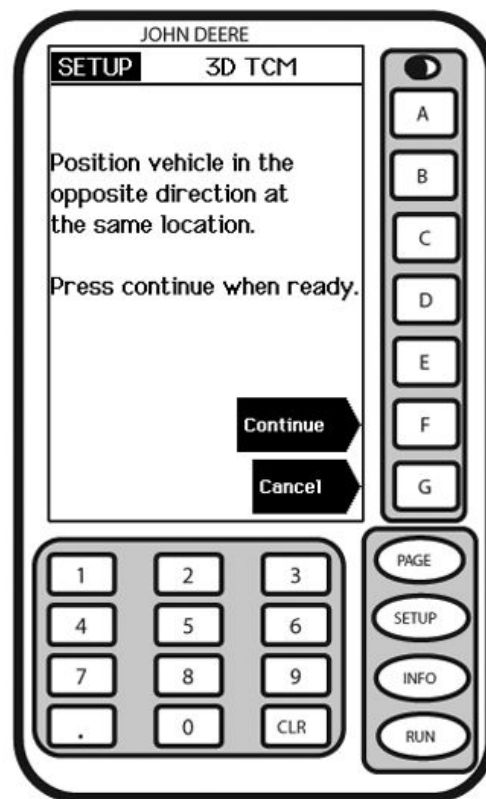 JOHN DEERE
SETUP 3D TCM
Position vehicle in the
opposite direction at
the same location.
Press continue when ready.
Continue
Cancel
A
B
C
D
E
F
G
1 2 3
4 5 6
7 8 9
. 0 CLR
PAGE
SETUP
INFO
RUN